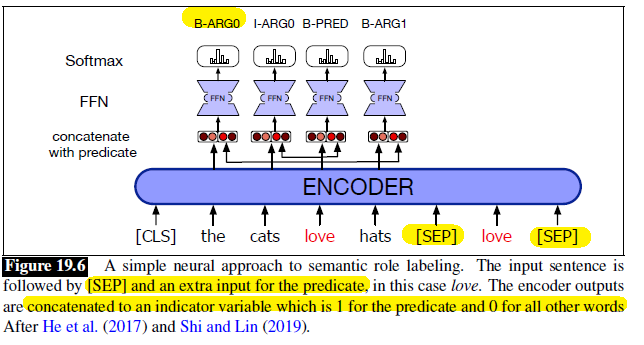 B-ARG0 I-ARG0 B-PRED B-ARG1
Softmax
FFN FFN FFN FFN FFN
concatenate
with predicate
ENCODER
[CLS] the cats love hats [SEP] love [SEP]
Figure 19.6 A simple neural approach to semantic role labeling. The input sentence is
followed by [SEP] and an extra input for the predicate, in this case love. The encoder outputs
are concatenated to an indicator variable which is 1 for the predicate and 0 for all other words
After He et al. (2017) and Shi and Lin (2019).